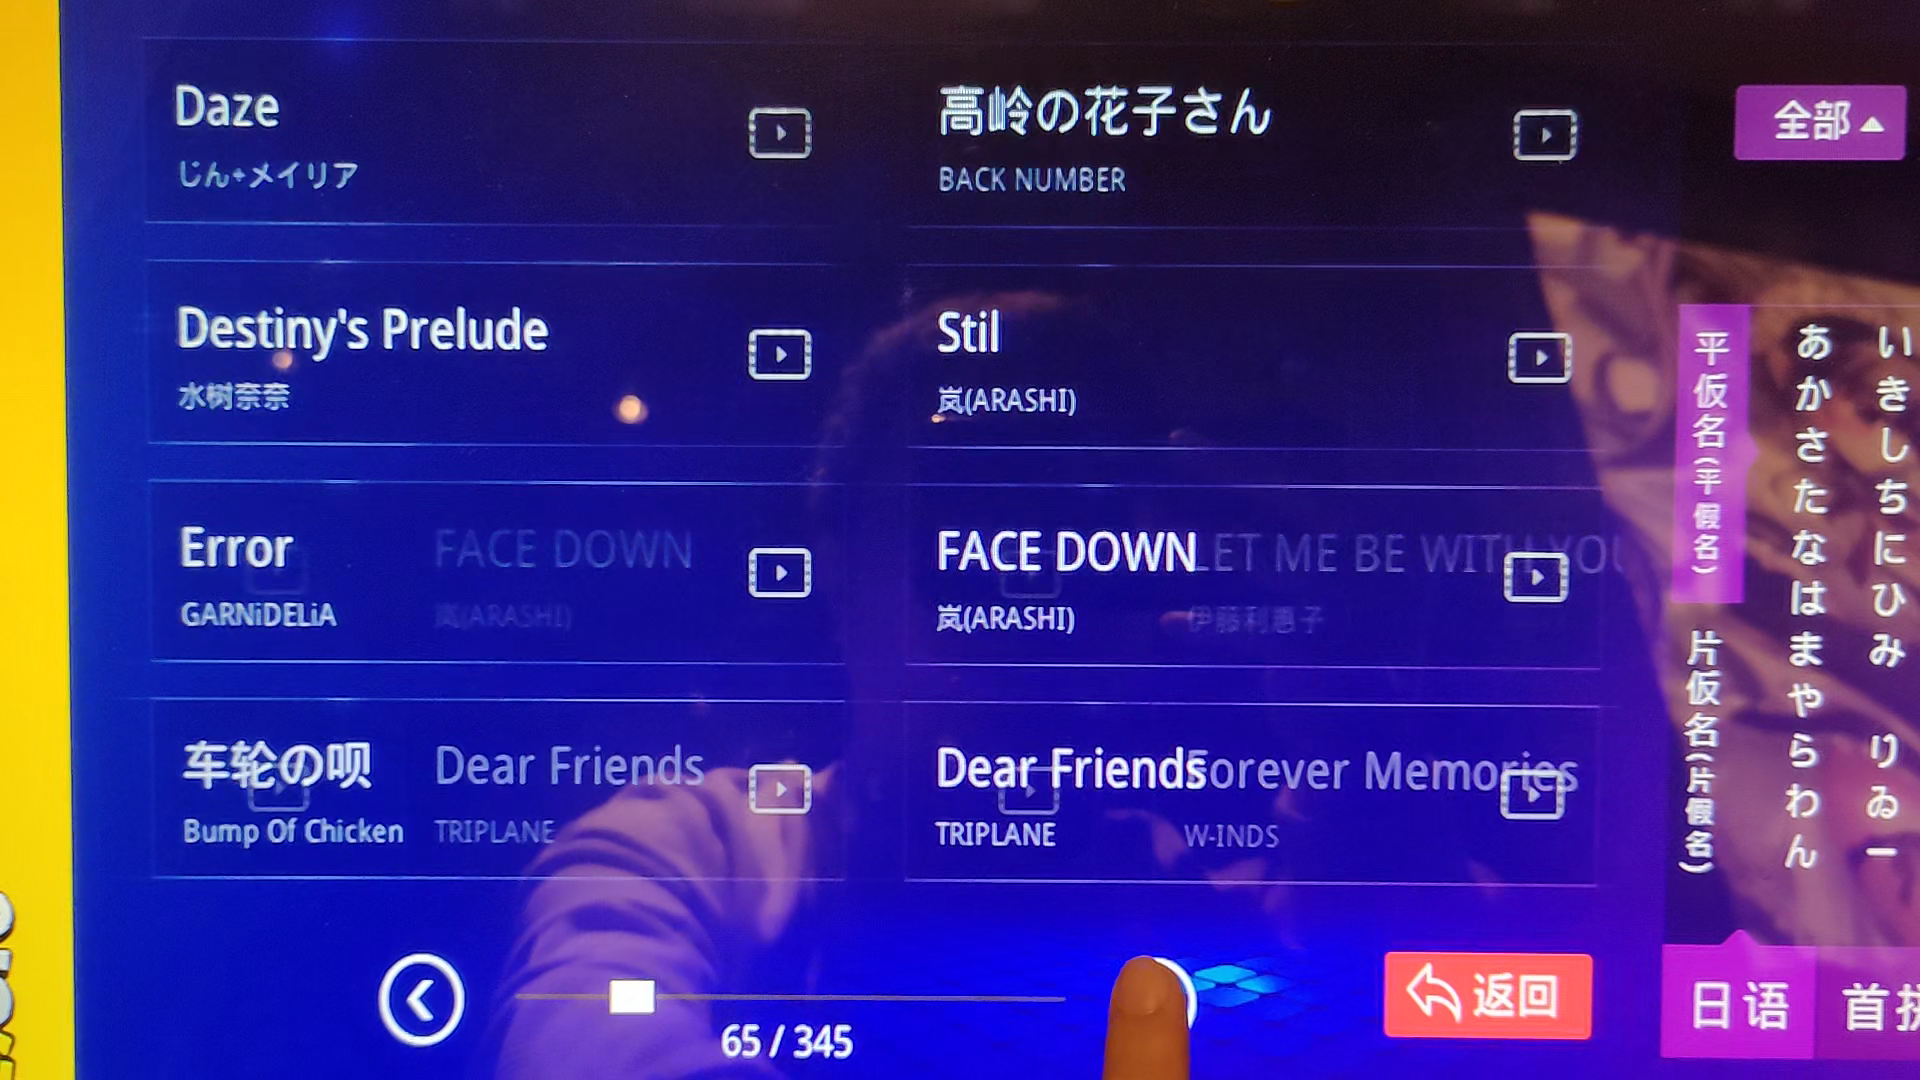 Daze
じん+メイリア
高岭の花子さん
BACK NUMBER
全部
Destiny's Prelude
水树奈奈
Stil
岚(ARASHI)
Error
GARNiDELiA
FACE DOWN
岚(ARASHI)
FACE DOWN
岚(ARASHI)
LET ME BE WITH YOU
伊藤利惠子
车轮の呗
Bump Of Chicken
Dear Friends
TRIPLANE
Dear Friends
TRIPLANE
Forever Memories
W-INDS
平仮名(平假名)
片仮名(片假名)
あかさたなはまやらわん
いきしちにひみ りゐー
65 / 345
返回
日语
首拼